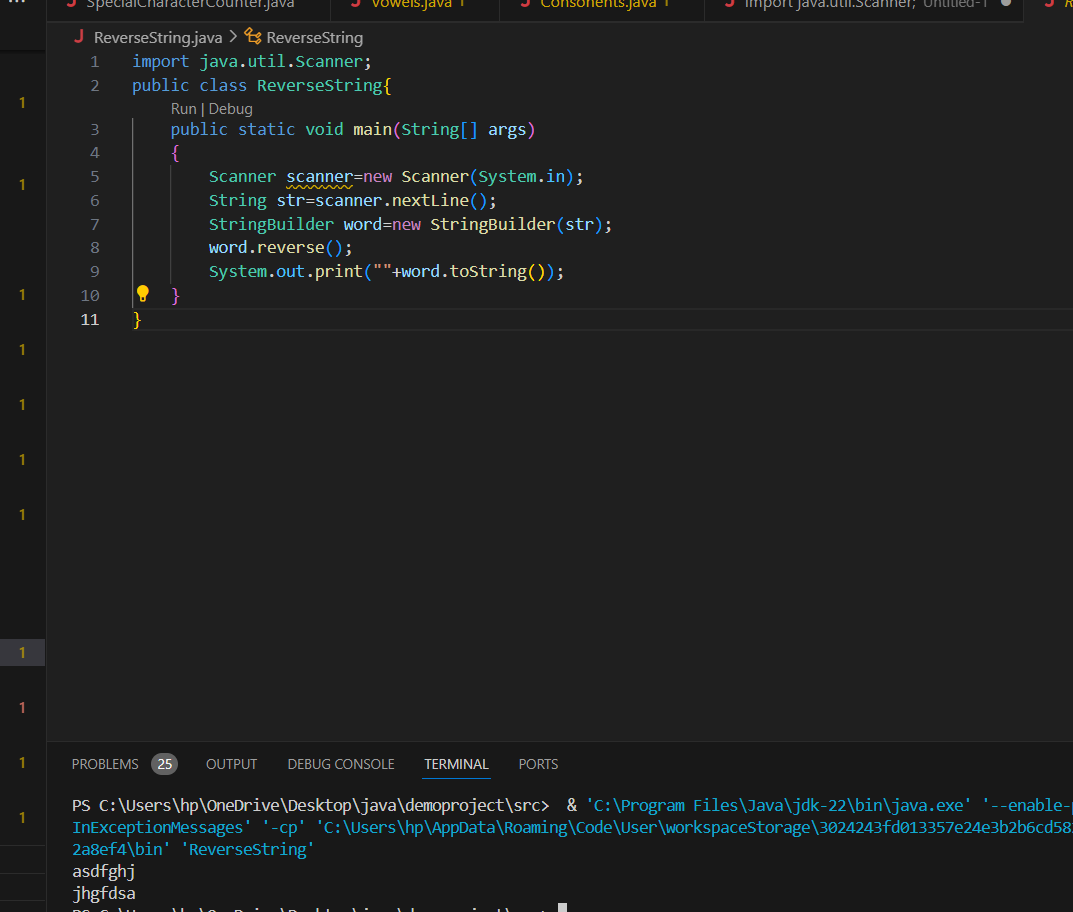 SpecialCharacterCounter.java Vowels.java 1 Consonents.java 1 import java.util.Scanner; Untitled-1
ReverseString.java > ReverseString
1 import java.util.Scanner;
2 public class ReverseString{
Run | Debug
3 public static void main(String[] args)
4 {
5 Scanner scanner=new Scanner(System.in);
6 String str=scanner.nextLine();
7 StringBuilder word=new StringBuilder(str);
8 word.reverse();
9 System.out.print(""+word.toString());
10 }
11 }
1
1
1
1
1
1
1
1
1
1
1
PROBLEMS 25 OUTPUT DEBUG CONSOLE TERMINAL PORTS
PS C:\Users\hp\OneDrive\Desktop\java\demoproject\src> & 'C:\Program Files\Java\jdk-22\bin\java.exe' '--enable-
InExceptionMessages' '-cp' 'C:\Users\hp\AppData\Roaming\Code\User\workspaceStorage\3024243fd013357e24e3b2b6cd58
2a8ef4\bin' 'ReverseString'
asdfghj
jhgfdsa